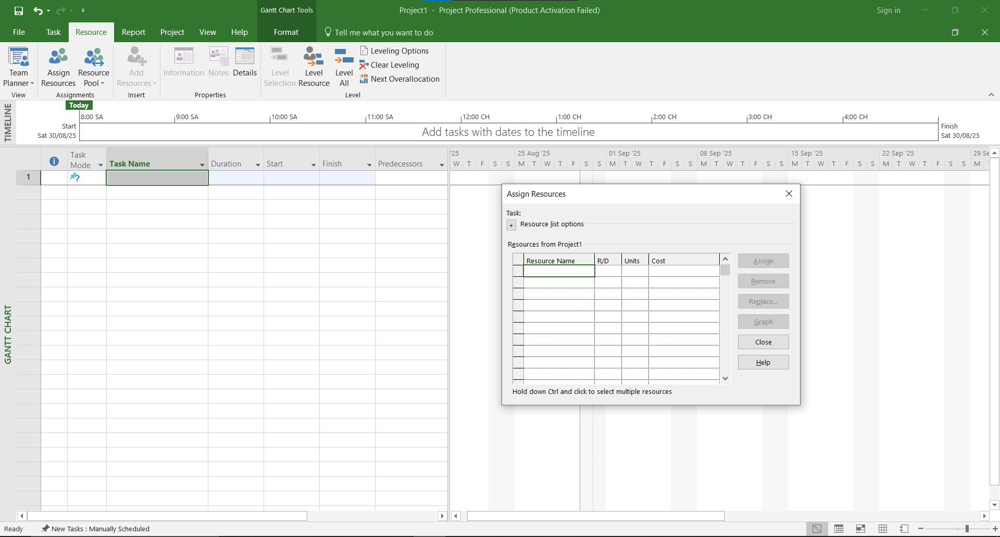 Gantt Chart Tools
Project1 - Project Professional (Product Activation Failed)
Sign in
File Task Resource Report Project View Help Format Tell me what you want to do
Team Planner
Assign Resources
Resource Pool
Add Resources
Information
Notes
Details
Level Selection
Level Resource
Level All
Leveling Options
Clear Leveling
Next Overallocation
View Assignments Insert Properties Level
TIMELINE
Today
8:00 SA 9:00 SA 10:00 SA 11:00 SA 12:00 CH 1:00 CH 2:00 CH 3:00 CH 4:00 CH
Start
Sat 30/08/25
Add tasks with dates to the timeline
Finish
Sat 30/08/25
GANTT CHART
Task Mode Task Name Duration Start Finish Predecessors
1
'25 25 Aug '25 01 Sep '25 08 Sep '25 15 Sep '25 22 Sep '25 29 Se
W T F S S M T W T F S S M T W T F S S M T W T F S S M T W T F S S M T W T F S S M
Assign Resources
Task:
+ Resource list options
Resources from Project1
Resource Name R/D Units Cost
Assign
Remove
Replace...
Graph
Close
Help
Hold down Ctrl and click to select multiple resources
Ready New Tasks : Manually Scheduled